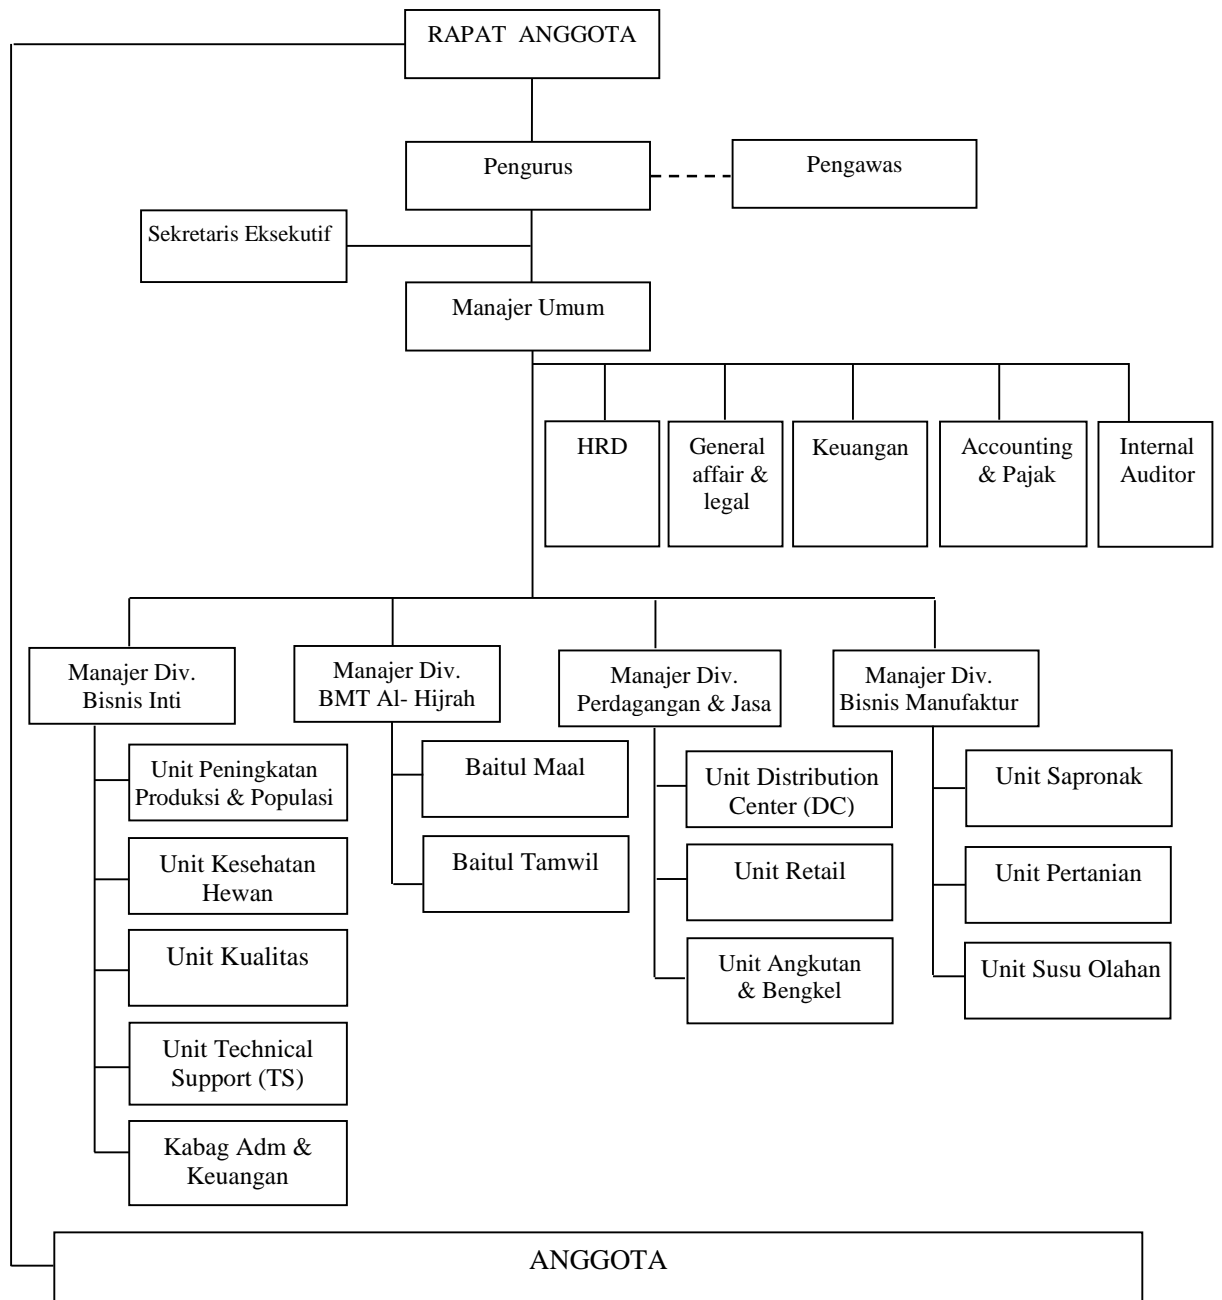 RAPAT ANGGOTA
Pengurus
Pengawas
Sekretaris Eksekutif
Manajer Umum
HRD
General
affair &
legal
Keuangan
Accounting
& Pajak
Internal
Auditor
Manajer Div.
Bisnis Inti
Manajer Div.
BMT Al- Hijrah
Manajer Div.
Perdagangan & Jasa
Manajer Div.
Bisnis Manufaktur
Unit Peningkatan
Produksi & Populasi
Unit Kesehatan
Hewan
Unit Kualitas
Unit Technical
Support (TS)
Kabag Adm &
Keuangan
Baitul Maal
Baitul Tamwil
Unit Distribution
Center (DC)
Unit Retail
Unit Angkutan
& Bengkel
Unit Sapronak
Unit Pertanian
Unit Susu Olahan
ANGGOTA